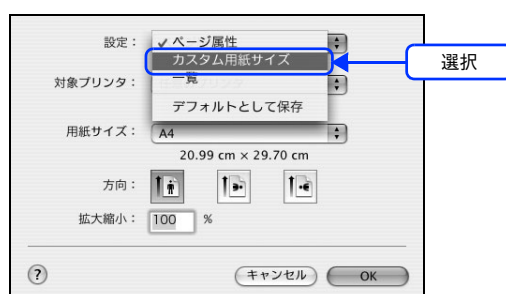 設定：
✓ ページ属性
カスタム用紙サイズ
選択
対象プリンタ：
一覧
デフォルトとして保存
用紙サイズ：
A4
20.99 cm × 29.70 cm
方向：
拡大縮小：
100 %
?
キャンセル
OK